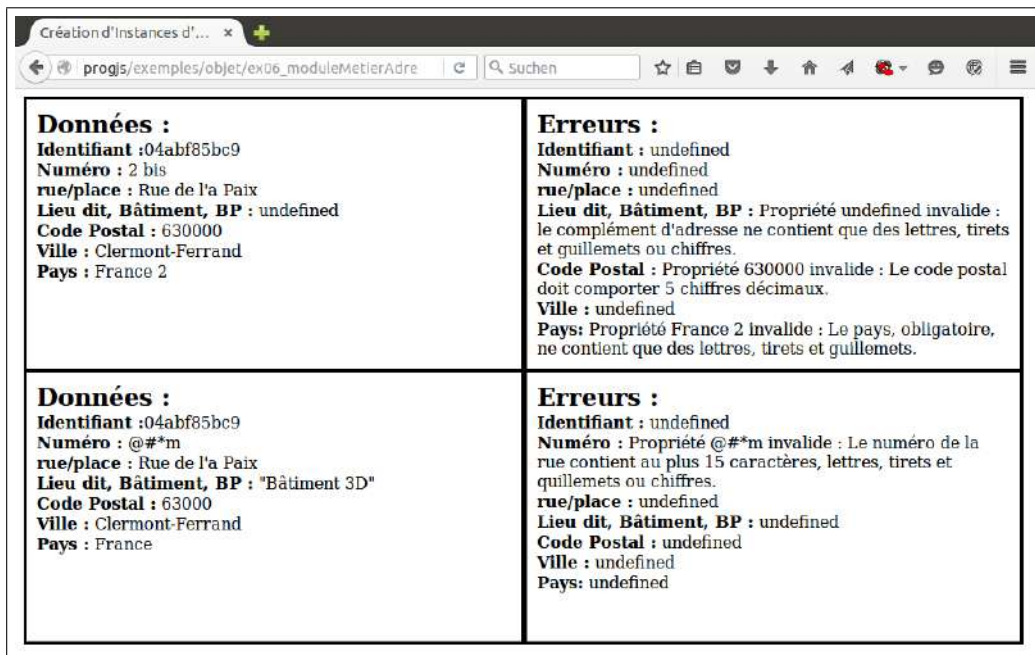 Création d'Instances d'... ×
progjs/exemples/objet/ex06_moduleMetierAdre
Suchen
Données :
Identifiant :04abf85bc9
Numéro : 2 bis
rue/place : Rue de l'a Paix
Lieu dit, Bâtiment, BP : undefined
Code Postal : 630000
Ville : Clermont-Ferrand
Pays : France 2
Erreurs :
Identifiant : undefined
Numéro : undefined
rue/place : undefined
Lieu dit, Bâtiment, BP : Propriété undefined invalide :
le complément d'adresse ne contient que des lettres, tirets
et guillemets ou chiffres.
Code Postal : Propriété 630000 invalide : Le code postal
doit comporter 5 chiffres décimaux.
Ville : undefined
Pays: Propriété France 2 invalide : Le pays, obligatoire,
ne contient que des lettres, tirets et guillemets.
Données :
Identifiant :04abf85bc9
Numéro : @#*m
rue/place : Rue de l'a Paix
Lieu dit, Bâtiment, BP : "Bâtiment 3D"
Code Postal : 63000
Ville : Clermont-Ferrand
Pays : France
Erreurs :
Identifiant : undefined
Numéro : Propriété @#*m invalide : Le numéro de la
rue contient au plus 15 caractères, lettres, tirets et
guillemets ou chiffres.
rue/place : undefined
Lieu dit, Bâtiment, BP : undefined
Code Postal : undefined
Ville : undefined
Pays: undefined